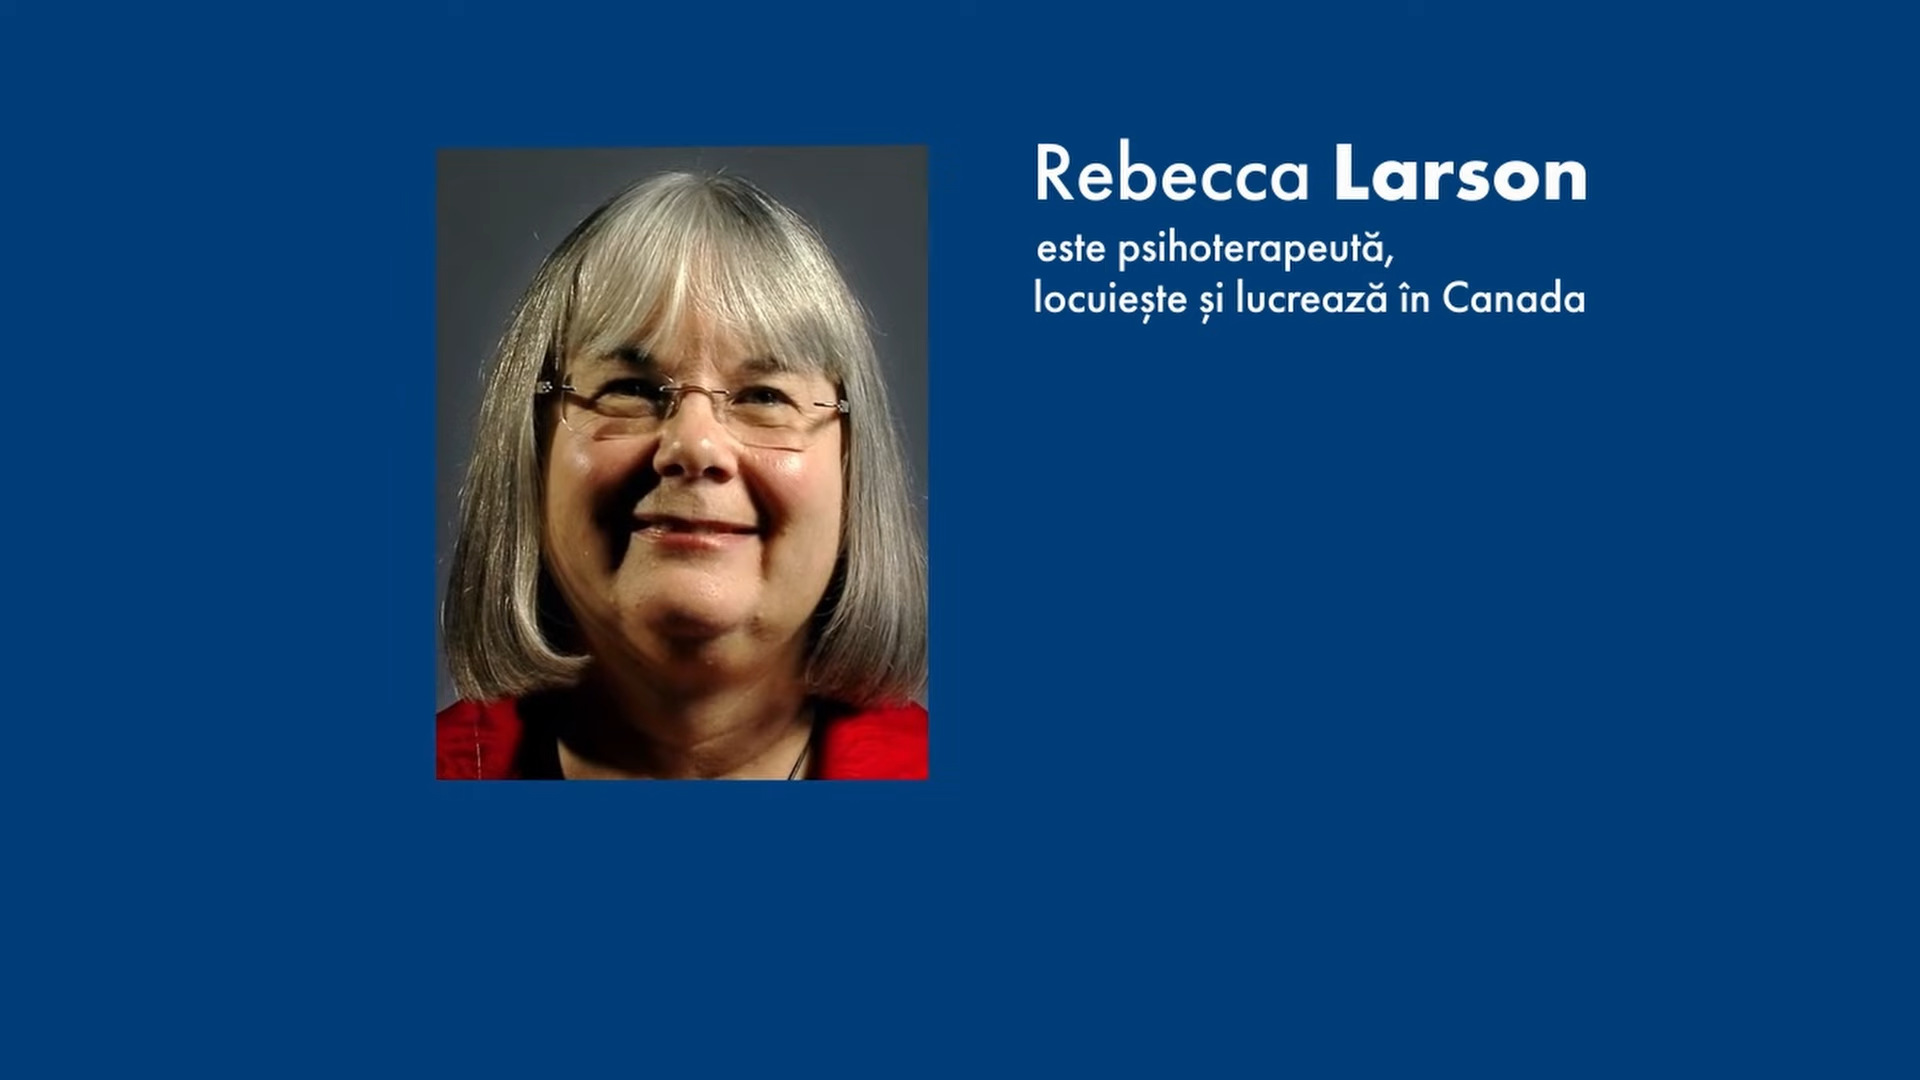 Rebecca Larson
este psihoterapeută,
locuiește și lucrează în Canada